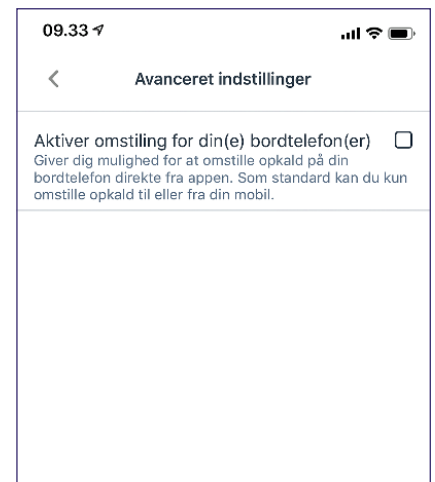 09.33
Avanceret indstillinger
Aktiver omstiling for din(e) bordtelefon(er)
Giver dig mulighed for at omstille opkald på din
bordtelefon direkte fra appen. Som standard kan du kun
omstille opkald til eller fra din mobil.